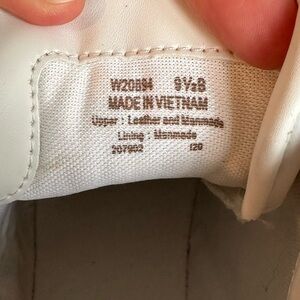 W20894 9½B
MADE IN VIETNAM
Upper : Leather and Manmade
Lining : Manmade
207902 120